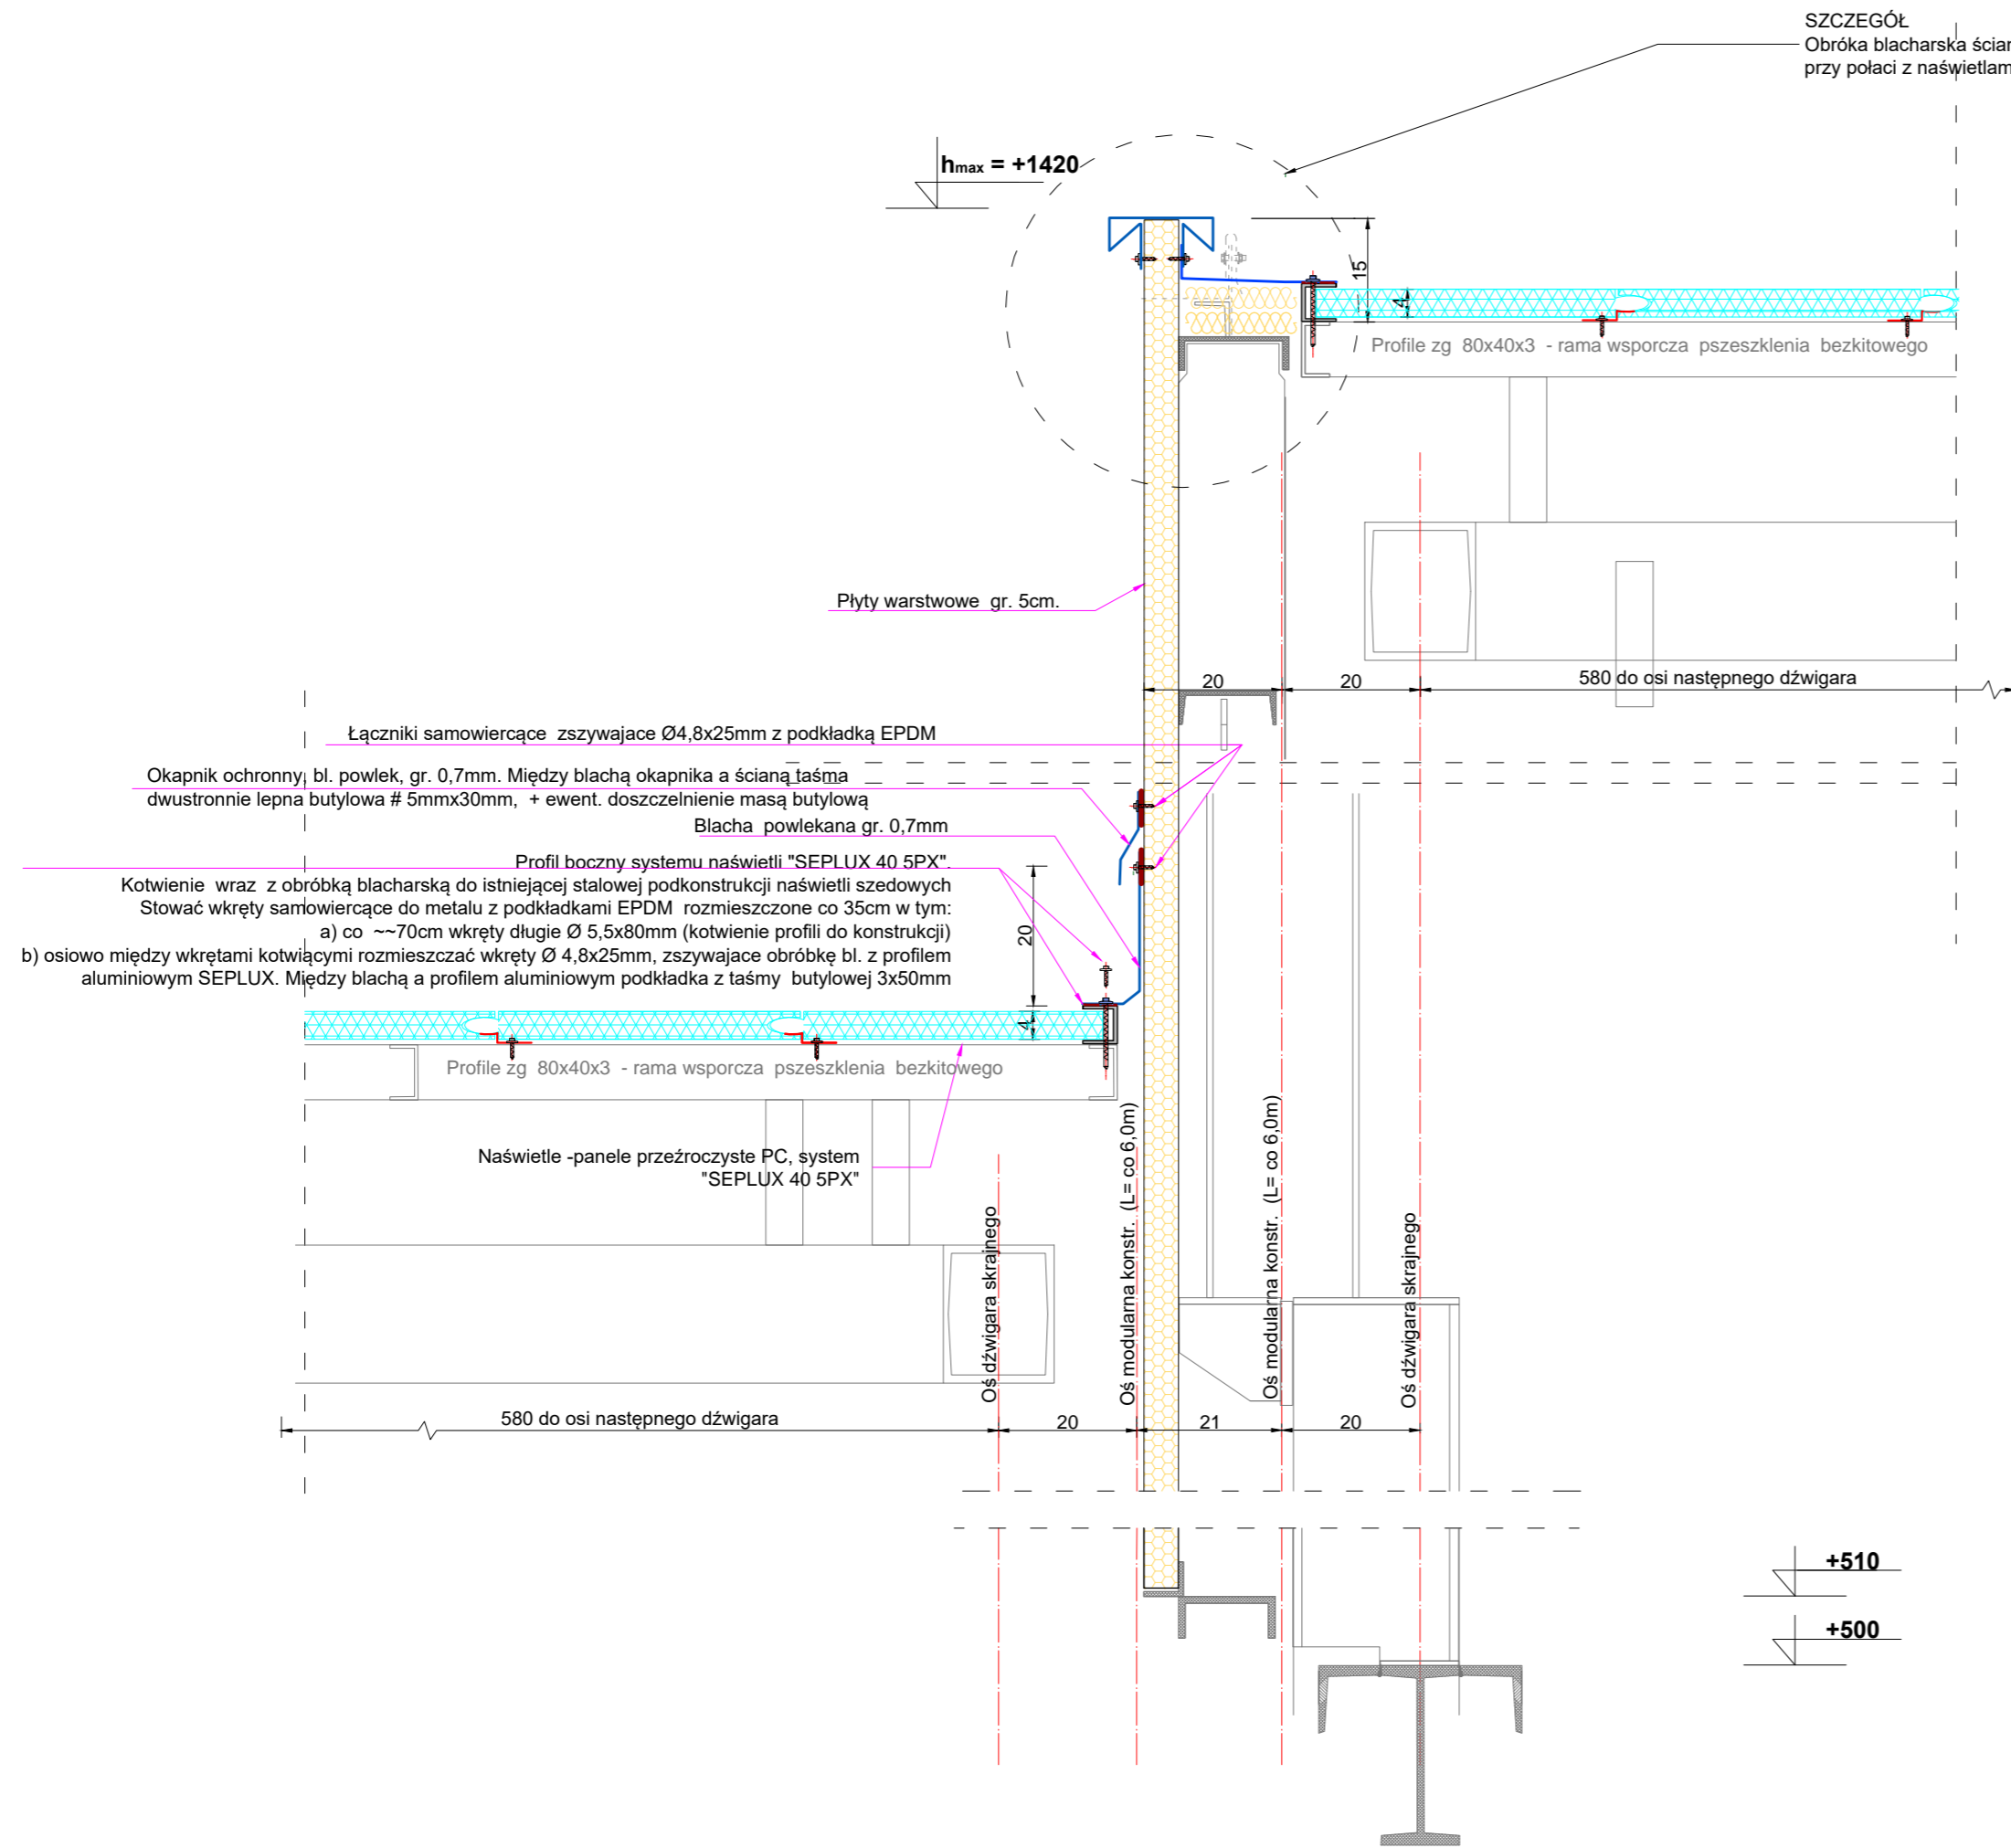 SZCZEGÓŁ
Obróka blacharska ścian
przy połaci z naświetlam
hmax = +1420
15
4
Profile zg 80x40x3 - rama wsporcza pszeszklenia bezkitowego
Płyty warstwowe gr. 5cm.
20
20
580 do osi następnego dźwigara
Łączniki samowiercące zszywajace Ø4,8x25mm z podkładką EPDM
Okapnik ochronny, bl. powlek, gr. 0,7mm. Między blachą okapnika a ścianą taśma
dwustronnie lepna butylowa # 5mmx30mm, + ewent. doszczelnienie masą butylową
Blacha powlekana gr. 0,7mm
Profil boczny systemu naświetli "SEPLUX 40 5PX".
Kotwienie wraz z obróbką blacharską do istniejącej stalowej podkonstrukcji naświetli szedowych
Stować wkręty samowiercące do metalu z podkładkami EPDM rozmieszczone co 35cm w tym:
a) co ~~70cm wkręty długie Ø 5,5x80mm (kotwienie profili do konstrukcji)
b) osiowo między wkrętami kotwiącymi rozmieszczać wkręty Ø 4,8x25mm, zszywajace obróbkę bl. z profilem
aluminiowym SEPLUX. Między blachą a profilem aluminiowym podkładka z taśmy butylowej 3x50mm
20
4
Profile zg 80x40x3 - rama wsporcza pszeszklenia bezkitowego
Naświetle -panele przeźroczyste PC, system
"SEPLUX 40 5PX"
Oś dźwigara skrajnego
Oś modularna konstr. (L= co 6,0m)
Oś modularna konstr. (L= co 6,0m)
Oś dźwigara skrajnego
580 do osi następnego dźwigara
20
21
20
+510
+500